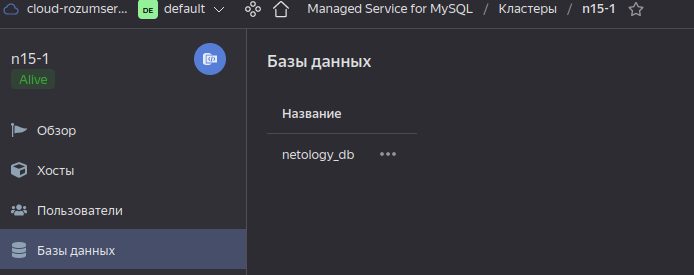 cloud-rozumser... DE default Managed Service for MySQL / Кластеры / n15-1
n15-1
Alive
Обзор
Хосты
Пользователи
Базы данных
Базы данных
Название
netology_db